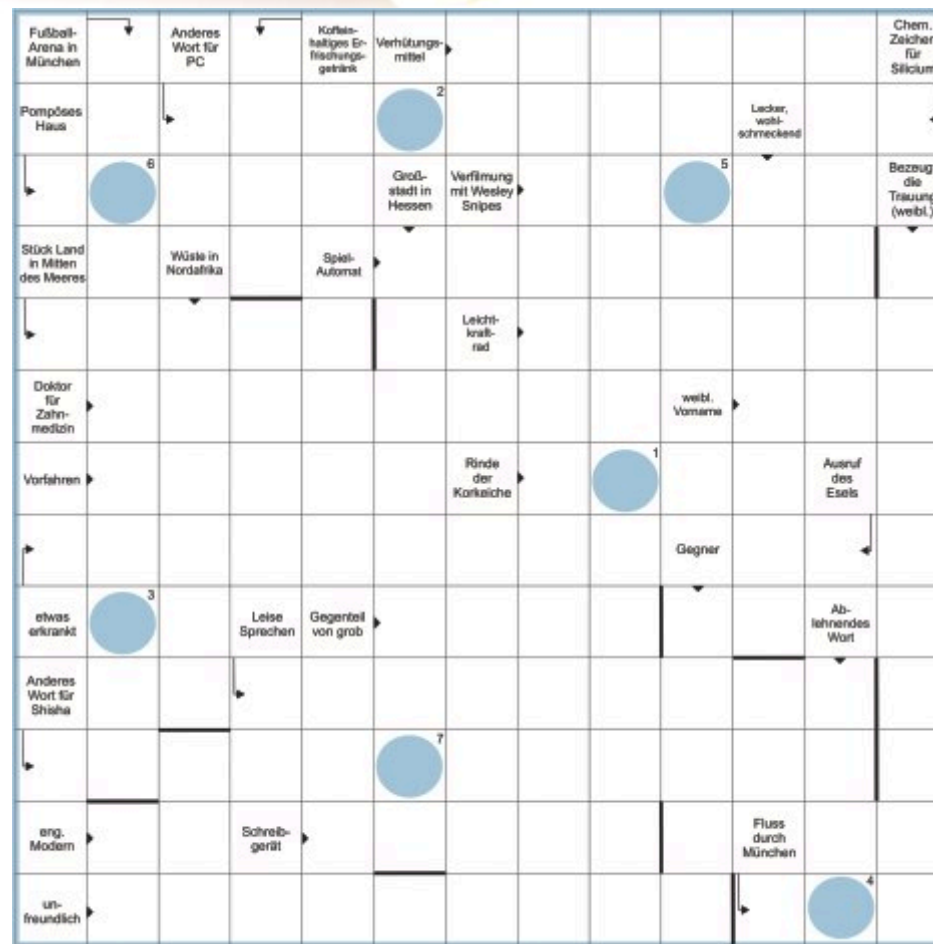 Fußball-
Arena in
München
Anderes
Wort für
PC
Koffein-
haltiges Er-
frischungs-
getränk
Verhütungs-
mittel
Chem.
Zeichen
für
Silicium
Pompöses
Haus
2
Lecker,
wohl-
schmeckend
6
Groß-
stadt in
Hessen
Verfilmung
mit Wesley
Snipes
5
Bezeugt
die
Trauung
(weibl.)
Stück Land
in Mitten
des Meeres
Wüste in
Nordafrika
Spiel-
Automat
Leicht-
kraft-
rad
Doktor
für
Zahn-
medizin
weibl.
Vorname
Vorfahren
Rinde
der
Korkeiche
1
Ausruf
des
Esels
Gegner
etwas
erkrankt
3
Leise
Sprechen
Gegenteil
von grob
Ab-
lehnendes
Wort
Anderes
Wort für
Shisha
7
eng.
Modern
Schreib-
gerät
Fluss
durch
München
un-
freundlich
4